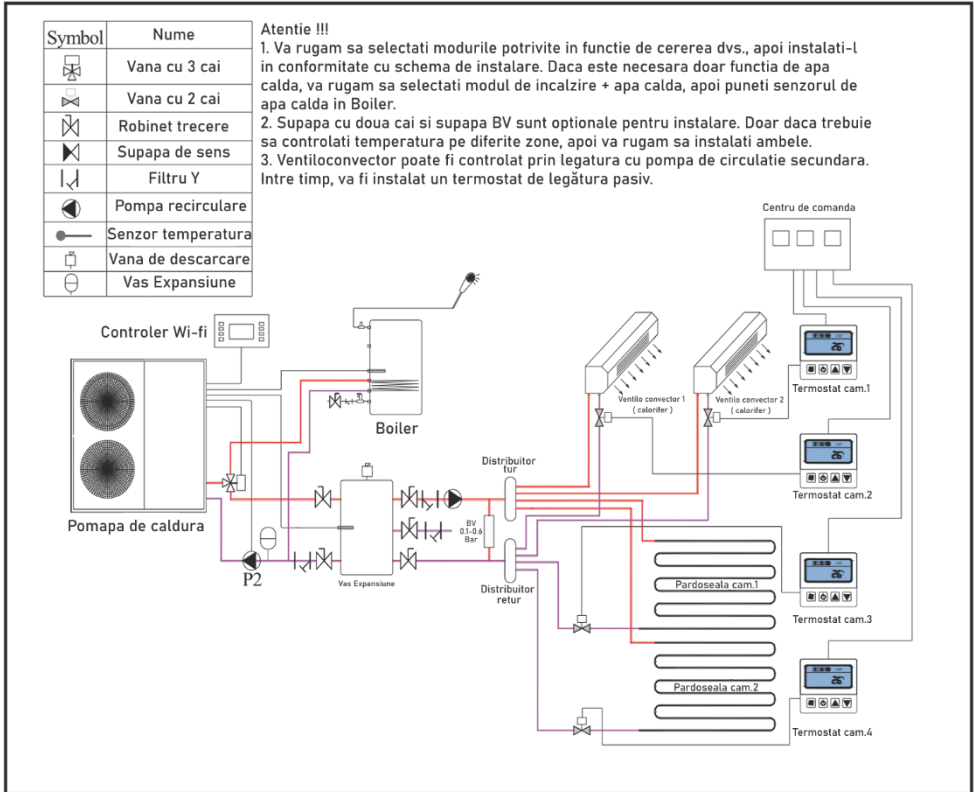 Symbol Nume
Vana cu 3 cai
Vana cu 2 cai
Robinet trecere
Supapa de sens
Filtru Y
Pompa recirculare
Senzor temperatura
Vana de descarcare
Vas Expansiune
Atentie !!!
1. Va rugam sa selectati modurile potrivite in functie de cererea dvs., apoi instalati-l
in conformitate cu schema de instalare. Daca este necesara doar functia de apa
calda, va rugam sa selectati modul de incalzire + apa calda, apoi puneti senzorul de
apa calda in Boiler.
2. Supapa cu doua cai si supapa BV sunt optionale pentru instalare. Doar daca trebuie
sa controlati temperatura pe diferite zone, apoi va rugam sa instalati ambele.
3. Ventiloconvector poate fi controlat prin legatura cu pompa de circulatie secundara.
Intre timp, va fi instalat un termostat de legătura pasiv.
Centru de comanda
Controler Wi-fi
Boiler
Pomapa de caldura
P2
Vas Expansiune
Distribuitor
tur
BV
0.1-0.6
Bar
Distribuitor
retur
Ventilo convector 1
( calorifer )
Ventilo convector 2
( calorifer )
Pardoseala cam.1
Pardoseala cam.2
26
Termostat cam.1
26
Termostat cam.2
26
Termostat cam.3
26
Termostat cam.4